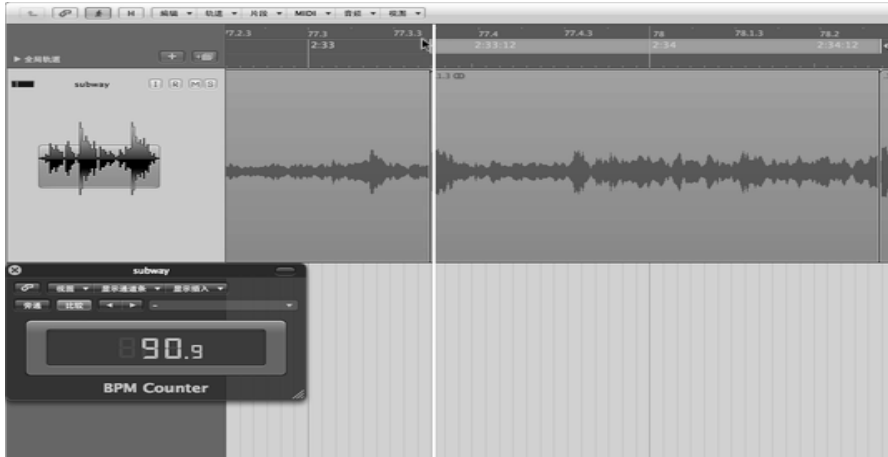 H 编辑 轨道 片段 MIDI 音频 视图
77.2.3 77.3 77.3.3 77.4 77.4.3 78 78.1.3 78.2
2:33 2:33:12 2:34 2:34:12
全局轨道
subway I R M S
1.3
subway
视图 显示通道条 显示插入
旁通 比较 -
90.9
BPM Counter